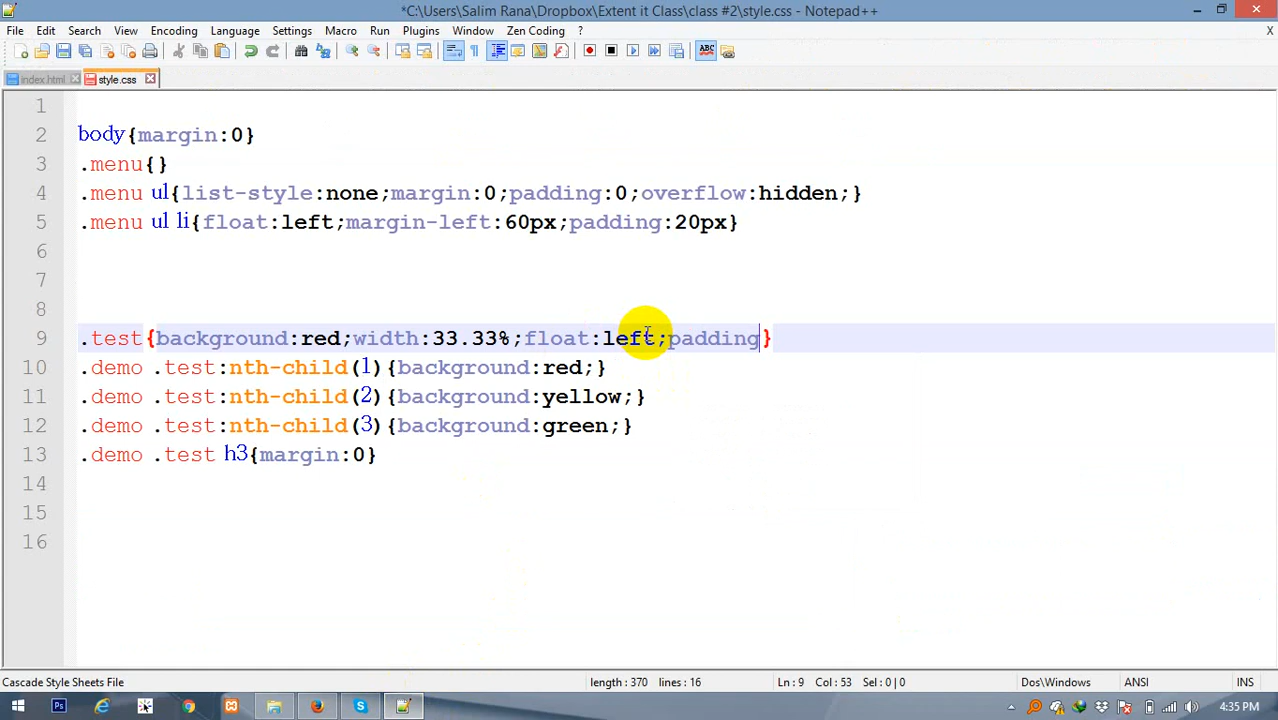 *C:\Users\Salim Rana\Dropbox\Extent it Class\class #2\style.css - Notepad++
File Edit Search View Encoding Language Settings Macro Run Plugins Window Zen Coding ? X
ABC
index.html style.css
1
2 body{margin:0}
3 .menu{}
4 .menu ul{list-style:none;margin:0;padding:0;overflow:hidden;}
5 .menu ul li{float:left;margin-left:60px;padding:20px}
6
7
8
9 .test{background:red;width:33.33%;float:left;padding}
10 .demo .test:nth-child(1){background:red;}
11 .demo .test:nth-child(2){background:yellow;}
12 .demo .test:nth-child(3){background:green;}
13 .demo .test h3{margin:0}
14
15
16
Cascade Style Sheets File length : 370 lines : 16 Ln : 9 Col : 53 Sel : 0 | 0 Dos\Windows ANSI INS
Ps 4:35 PM